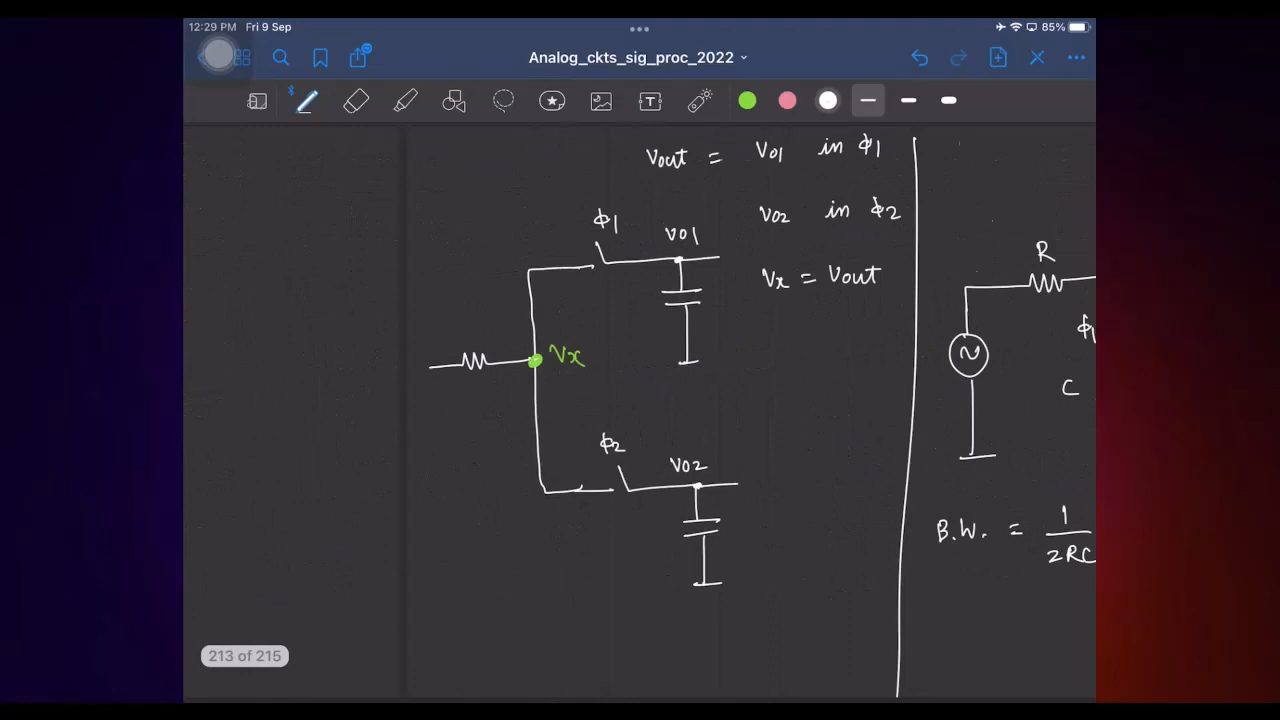 12:29 PM Fri 9 Sep
85%
Analog_ckts_sig_proc_2022
T
Vout = Vo1 in ϕ1
Vo2 in ϕ2
Vx = Vout
ϕ1
Vo1
Vx
ϕ2
Vo2
R
ϕ1
C
B.W. = 1
2RC
213 of 215